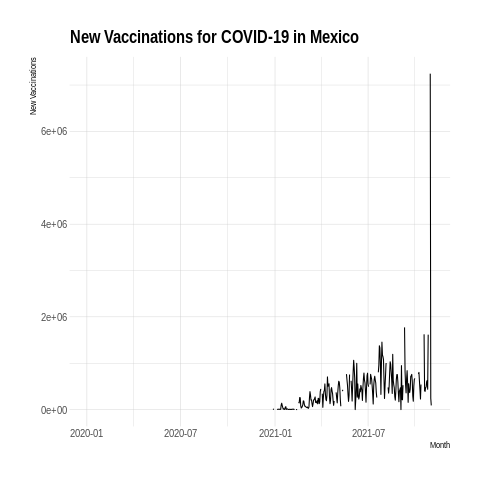 New Vaccinations for COVID-19 in Mexico
New Vaccinations
6e+06
4e+06
2e+06
0e+00
2020-01 2020-07 2021-01 2021-07
Month